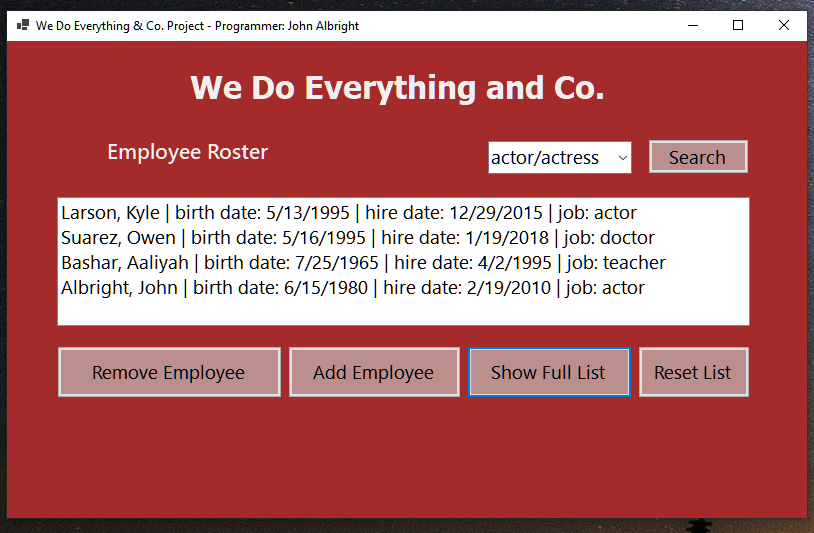 We Do Everything & Co. Project - Programmer: John Albright
We Do Everything and Co.
Employee Roster
actor/actress
Search
Larson, Kyle | birth date: 5/13/1995 | hire date: 12/29/2015 | job: actor
Suarez, Owen | birth date: 5/16/1995 | hire date: 1/19/2018 | job: doctor
Bashar, Aaliyah | birth date: 7/25/1965 | hire date: 4/2/1995 | job: teacher
Albright, John | birth date: 6/15/1980 | hire date: 2/19/2010 | job: actor
Remove Employee
Add Employee
Show Full List
Reset List